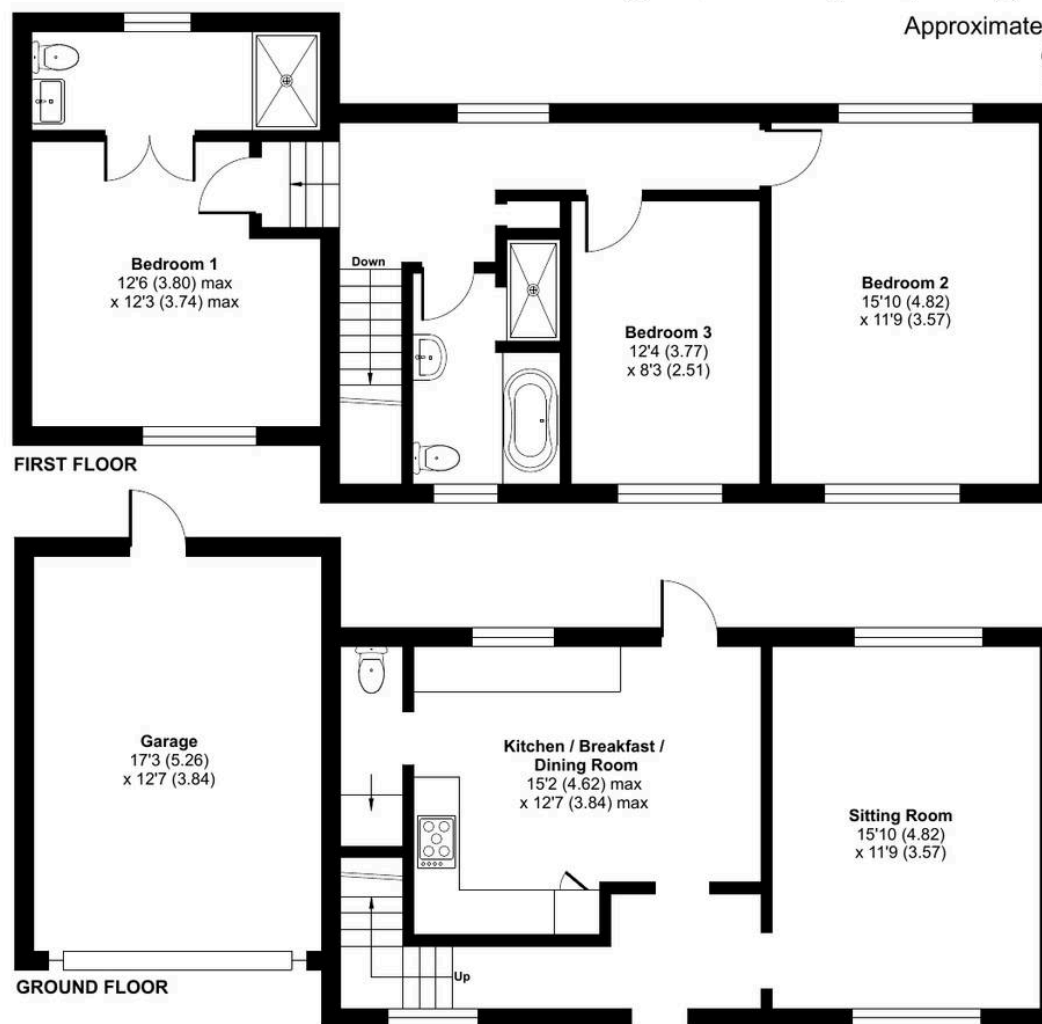 Approximate
Bedroom 1
12'6 (3.80) max
x 12'3 (3.74) max
Down
Bedroom 3
12'4 (3.77)
x 8'3 (2.51)
Bedroom 2
15'10 (4.82)
x 11'9 (3.57)
FIRST FLOOR
Garage
17'3 (5.26)
x 12'7 (3.84)
Kitchen / Breakfast /
Dining Room
15'2 (4.62) max
x 12'7 (3.84) max
Sitting Room
15'10 (4.82)
x 11'9 (3.57)
Up
GROUND FLOOR